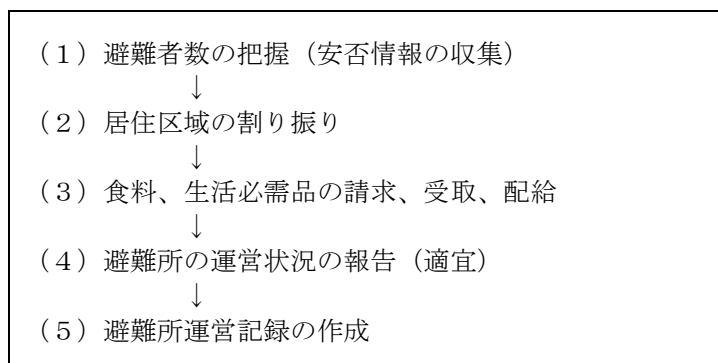 （１）避難者数の把握（安否情報の収集）
↓
（２）居住区域の割り振り
↓
（３）食料、生活必需品の請求、受取、配給
↓
（４）避難所の運営状況の報告（適宜）
↓
（５）避難所運営記録の作成